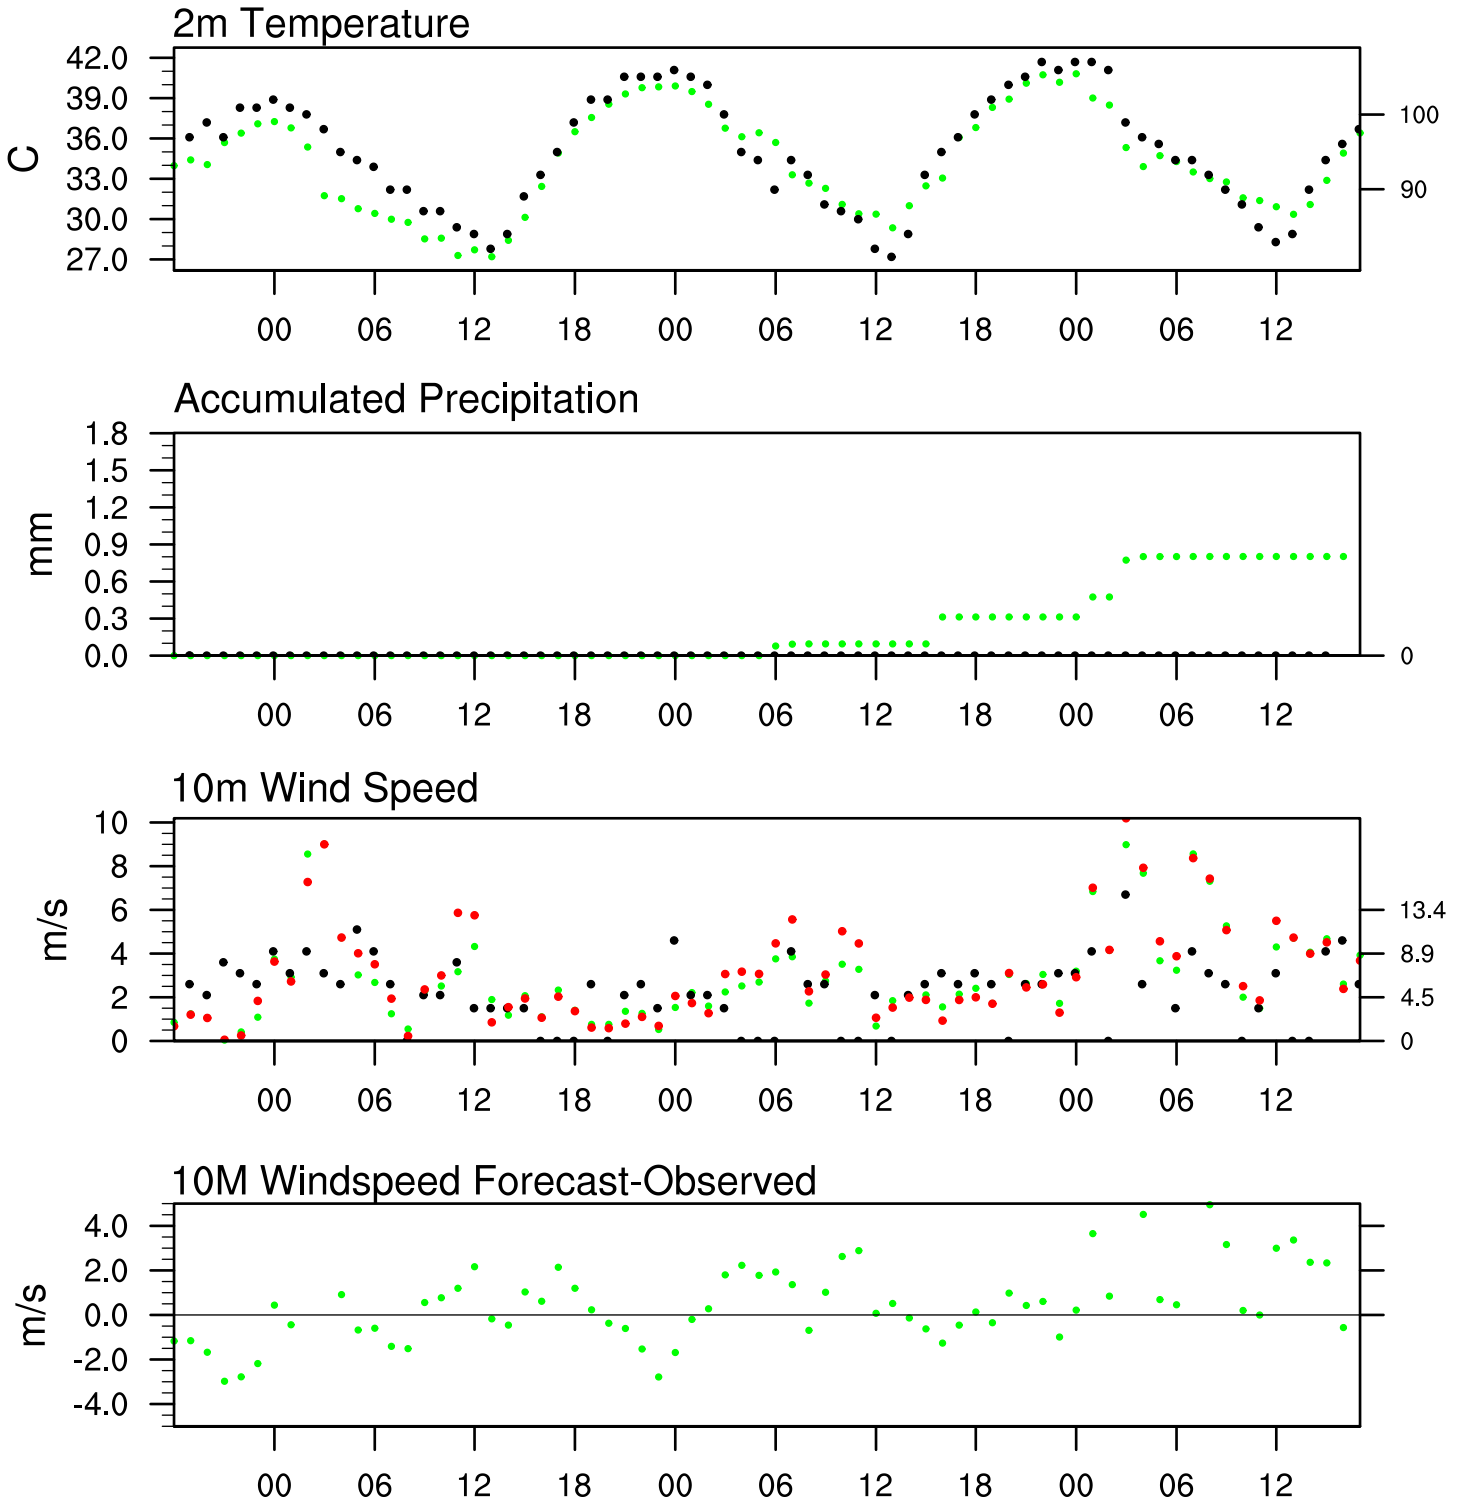 2m Temperature
42.0
39.0
36.0
33.0
30.0
27.0
C
100
90
00 06 12 18 00 06 12 18 00 06 12
Accumulated Precipitation
1.8
1.5
1.2
0.9
0.6
0.3
0.0
mm
0
00 06 12 18 00 06 12 18 00 06 12
10m Wind Speed
10
8
6
4
2
0
m/s
13.4
8.9
4.5
0
00 06 12 18 00 06 12 18 00 06 12
10M Windspeed Forecast-Observed
4.0
2.0
0.0
-2.0
-4.0
m/s
00 06 12 18 00 06 12 18 00 06 12